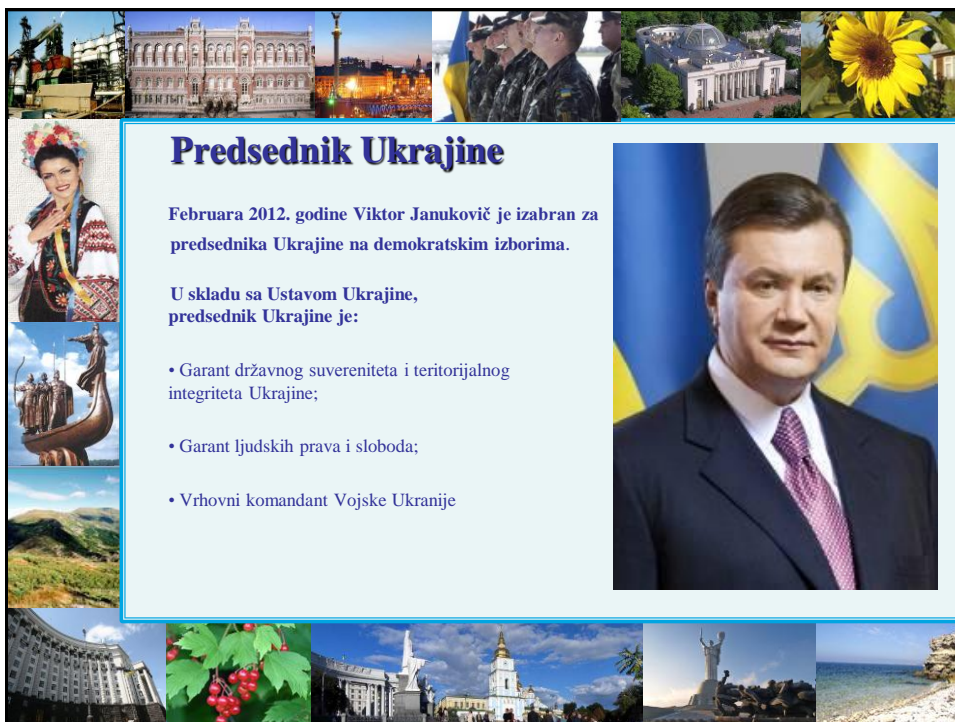 Predsednik Ukrajine
Februara 2012. godine Viktor Janukovič je izabran za
predsednika Ukrajine na demokratskim izborima.
U skladu sa Ustavom Ukrajine,
predsednik Ukrajine je:
• Garant državnog suvereniteta i teritorijalnog
integriteta Ukrajine;
• Garant ljudskih prava i sloboda;
• Vrhovni komandant Vojske Ukranije